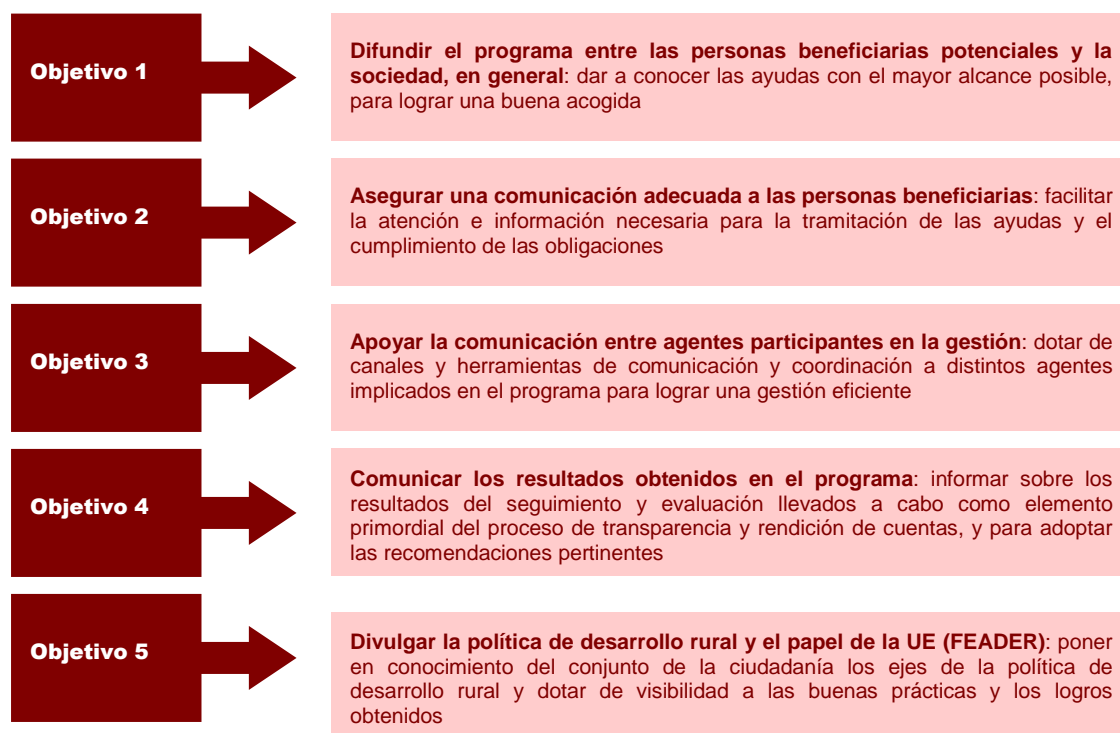 Objetivo 1
Difundir el programa entre las personas beneficiarias potenciales y la
sociedad, en general: dar a conocer las ayudas con el mayor alcance posible,
para lograr una buena acogida
Objetivo 2
Asegurar una comunicación adecuada a las personas beneficiarias: facilitar
la atención e información necesaria para la tramitación de las ayudas y el
cumplimiento de las obligaciones
Objetivo 3
Apoyar la comunicación entre agentes participantes en la gestión: dotar de
canales y herramientas de comunicación y coordinación a distintos agentes
implicados en el programa para lograr una gestión eficiente
Objetivo 4
Comunicar los resultados obtenidos en el programa: informar sobre los
resultados del seguimiento y evaluación llevados a cabo como elemento
primordial del proceso de transparencia y rendición de cuentas, y para adoptar
las recomendaciones pertinentes
Objetivo 5
Divulgar la política de desarrollo rural y el papel de la UE (FEADER): poner
en conocimiento del conjunto de la ciudadanía los ejes de la política de
desarrollo rural y dotar de visibilidad a las buenas prácticas y los logros
obtenidos